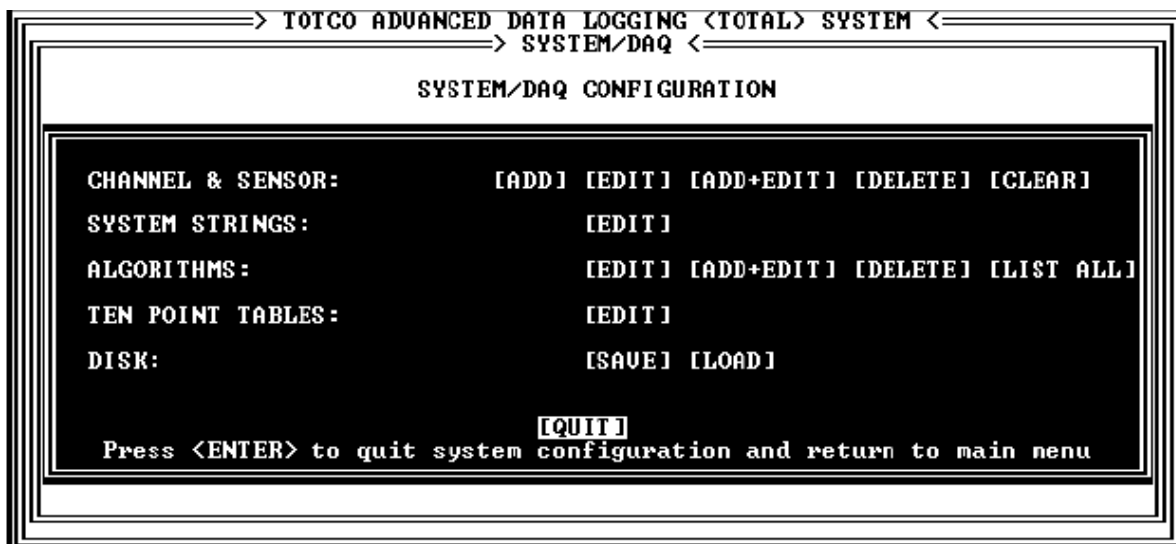 => TOTCO ADVANCED DATA LOGGING (TOTAL) SYSTEM <=
=> SYSTEM/DAQ <=
SYSTEM/DAQ CONFIGURATION
CHANNEL & SENSOR: [ADD] [EDIT] [ADD+EDIT] [DELETE] [CLEAR]
SYSTEM STRINGS: [EDIT]
ALGORITHMS: [EDIT] [ADD+EDIT] [DELETE] [LIST ALL]
TEN POINT TABLES: [EDIT]
DISK: [SAVE] [LOAD]
[QUIT]
Press <ENTER> to quit system configuration and return to main menu